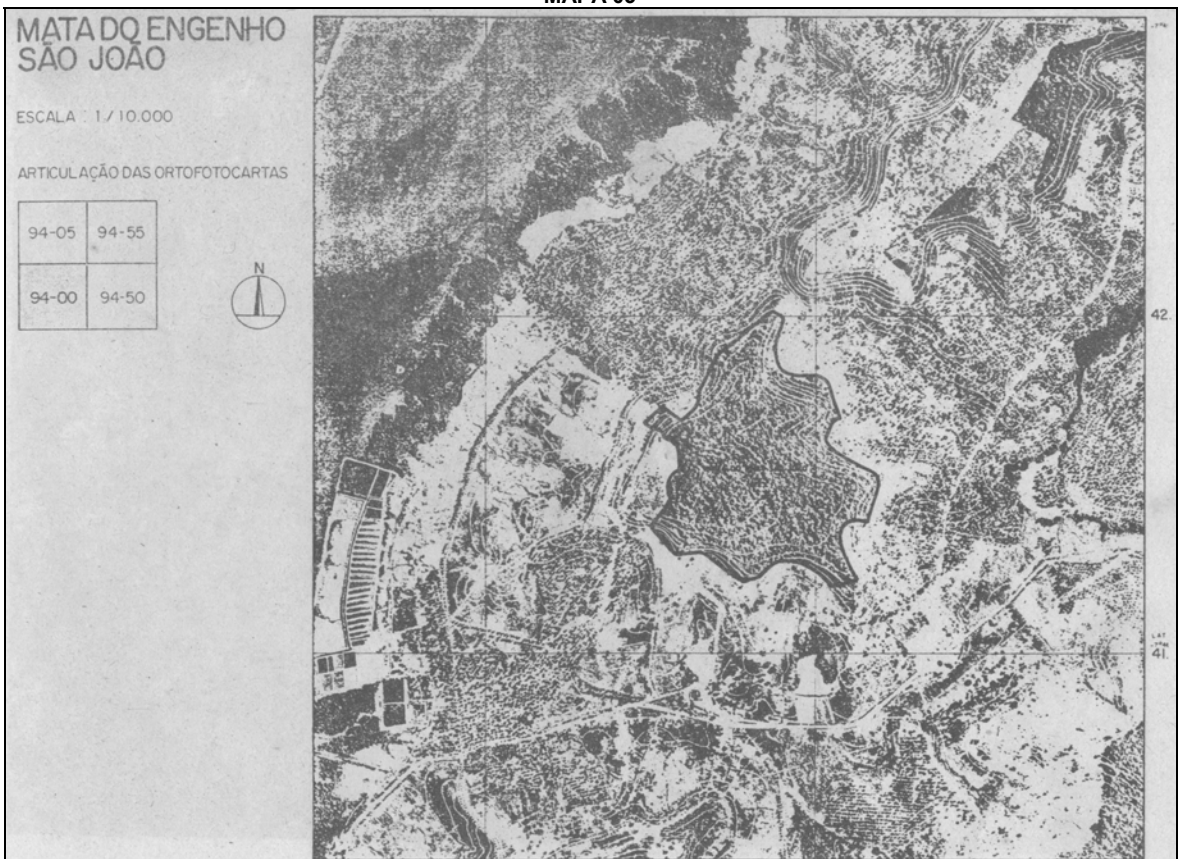 MATA DO ENGENHO
SÃO JOÃO
ESCALA : 1 / 10.000
ARTICULAÇÃO DAS ORTOFOTOCARTAS
94-05 94-55
94-00 94-50
N
42.
LAT
41.